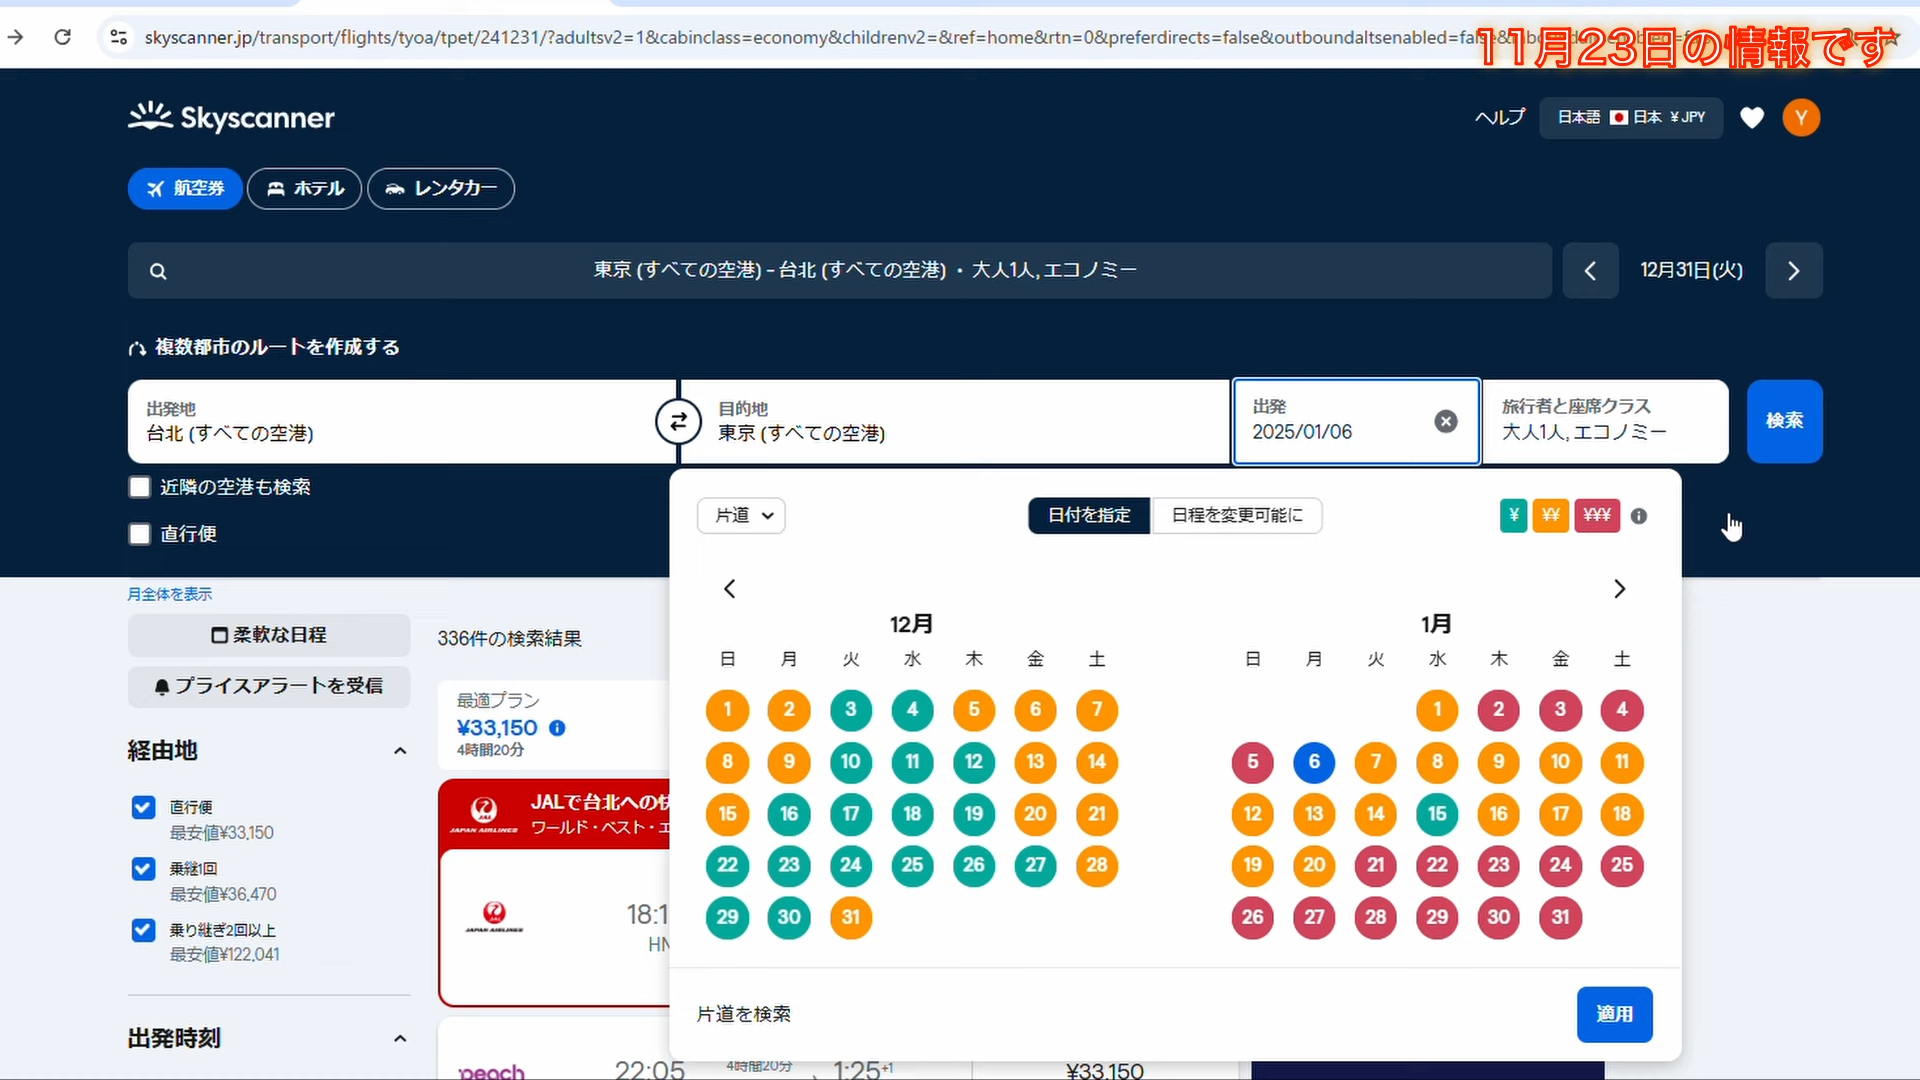 skyscanner.jp/transport/flights/tyoa/tpet/241231/?adultsv2=1&cabinclass=economy&childrenv2=&ref=home&rtn=0&preferdirects=false&outboundaltsenabled=
11月23日の情報です
Skyscanner
ヘルプ
日本語 日本 ¥ JPY
Y
航空券
ホテル
レンタカー
東京 (すべての空港) - 台北 (すべての空港) ・ 大人1人, エコノミー
12月31日(火)
複数都市のルートを作成する
出発地
台北 (すべての空港)
目的地
東京 (すべての空港)
出発
2025/01/06
旅行者と座席クラス
大人1人, エコノミー
検索
近隣の空港も検索
直行便
片道
日付を指定
日程を変更可能に
¥ ¥¥ ¥¥¥
12月
日 月 火 水 木 金 土
1 2 3 4 5 6 7
8 9 10 11 12 13 14
15 16 17 18 19 20 21
22 23 24 25 26 27 28
29 30 31
1月
日 月 火 水 木 金 土
1 2 3 4
5 6 7 8 9 10 11
12 13 14 15 16 17 18
19 20 21 22 23 24 25
26 27 28 29 30 31
片道を検索
適用
月全体を表示
柔軟な日程
プライスアラートを受信
経由地
直行便
最安値¥33,150
乗継1回
最安値¥36,470
乗り継ぎ2回以上
最安値¥122,041
出発時刻
336件の検索結果
最適プラン
¥33,150
4時間20分
JAPAN AIRLINES
JALで台北への
ワールド・ベスト・エ
JAPAN AIRLINES
18:1
HN
peach
22:05
4時間20分
1:25+1
¥33,150